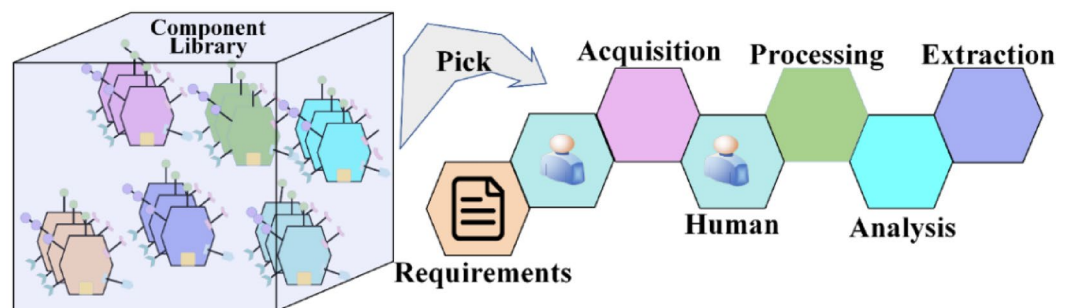 Component
Library
Pick
Acquisition
Processing
Extraction
Human
Analysis
Requirements